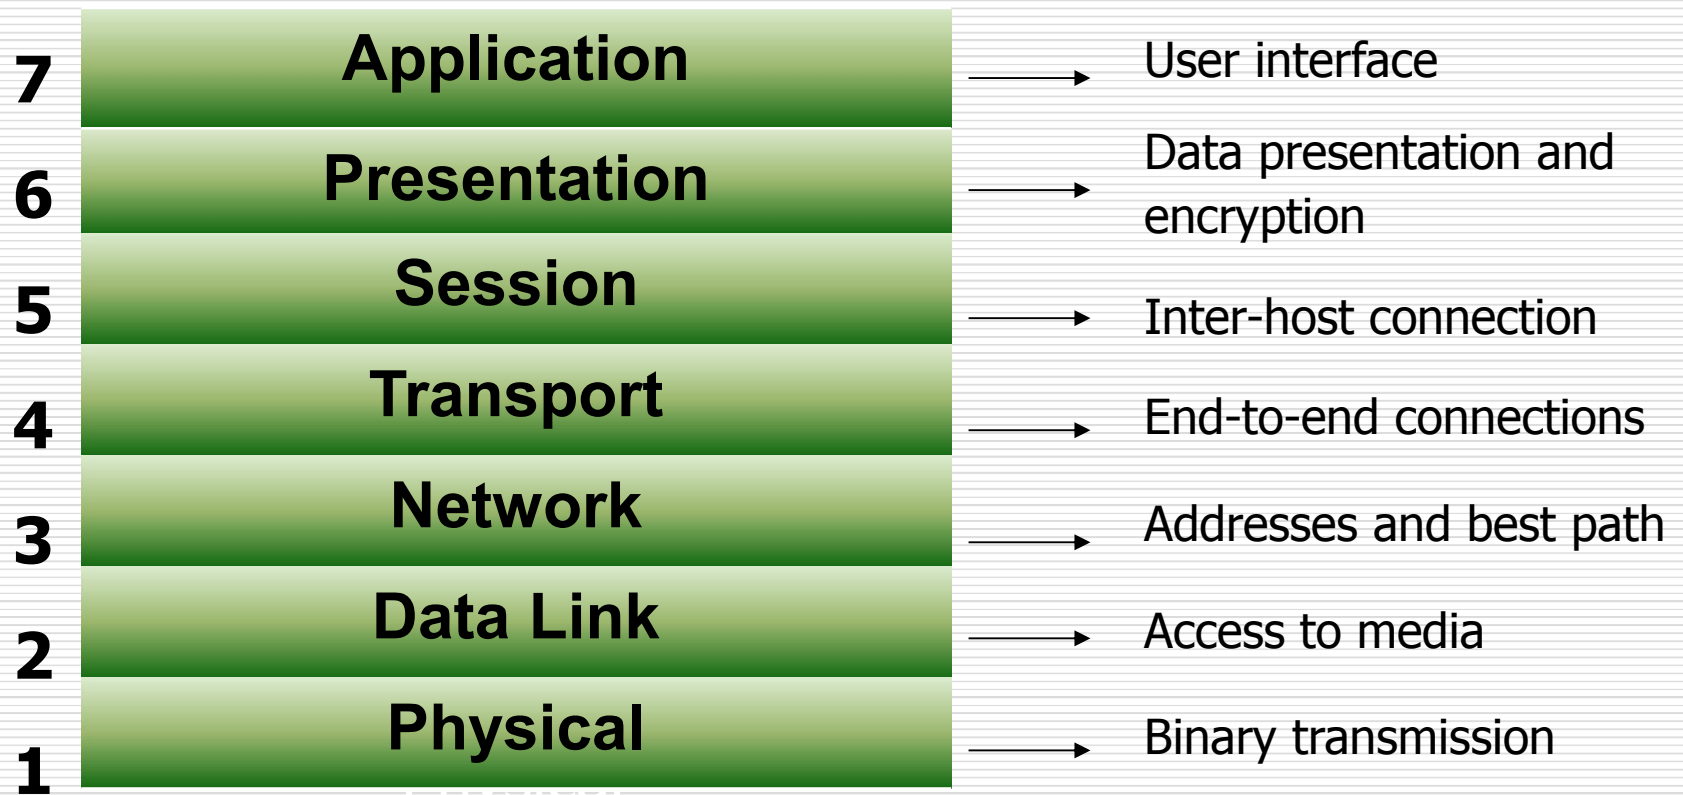 7 Application User interface
6 Presentation Data presentation and
encryption
5 Session Inter-host connection
4 Transport End-to-end connections
3 Network Addresses and best path
2 Data Link Access to media
1 Physical Binary transmission